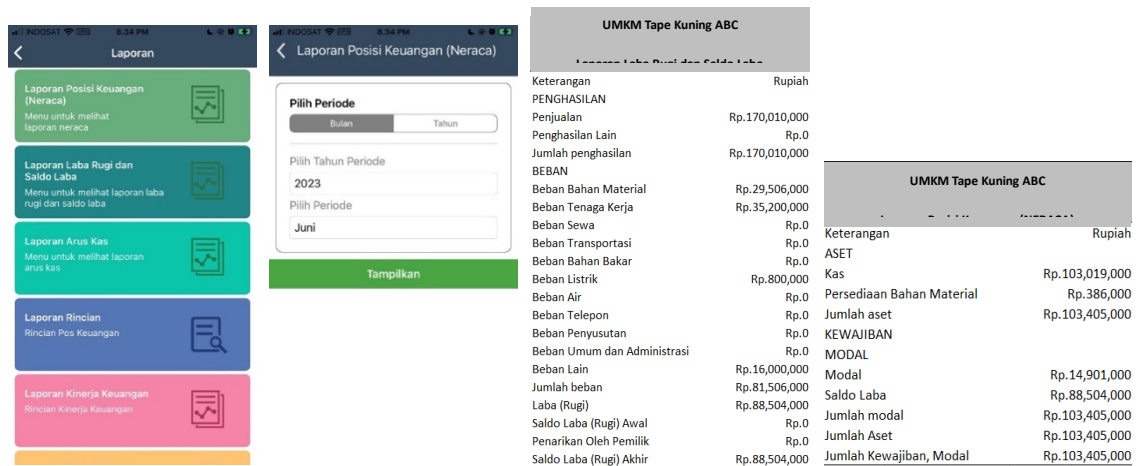 INDOSAT 8.34 PM
Laporan
Laporan Posisi Keuangan
(Neraca)
Menu untuk melihat
laporan neraca
Laporan Laba Rugi dan
Saldo Laba
Menu untuk melihat laporan laba
rugi dan saldo laba
Laporan Arus Kas
Menu untuk melihat laporan
arus kas
Laporan Rincian
Rincian Pos Keuangan
Laporan Kinerja Keuangan
Rincian Kinerja Keuangan
INDOSAT 8.34 PM
Laporan Posisi Keuangan (Neraca)
Pilih Periode
Bulan Tahun
Pilih Tahun Periode
2023
Pilih Periode
Juni
Tampilkan
UMKM Tape Kuning ABC
Laporan Laba Rugi dan Saldo Laba
Keterangan Rupiah
PENGHASILAN
Penjualan Rp.170,010,000
Penghasilan Lain Rp.0
Jumlah penghasilan Rp.170,010,000
BEBAN
Beban Bahan Material Rp.29,506,000
Beban Tenaga Kerja Rp.35,200,000
Beban Sewa Rp.0
Beban Transportasi Rp.0
Beban Bahan Bakar Rp.0
Beban Listrik Rp.800,000
Beban Air Rp.0
Beban Telepon Rp.0
Beban Penyusutan Rp.0
Beban Umum dan Administrasi Rp.0
Beban Lain Rp.16,000,000
Jumlah beban Rp.81,506,000
Laba (Rugi) Rp.88,504,000
Saldo Laba (Rugi) Awal Rp.0
Penarikan Oleh Pemilik Rp.0
Saldo Laba (Rugi) Akhir Rp.88,504,000
UMKM Tape Kuning ABC
(NERACA)
Keterangan Rupiah
ASET
Kas Rp.103,019,000
Persediaan Bahan Material Rp.386,000
Jumlah aset Rp.103,405,000
KEWAJIBAN
MODAL
Modal Rp.14,901,000
Saldo Laba Rp.88,504,000
Jumlah modal Rp.103,405,000
Jumlah Aset Rp.103,405,000
Jumlah Kewajiban, Modal Rp.103,405,000